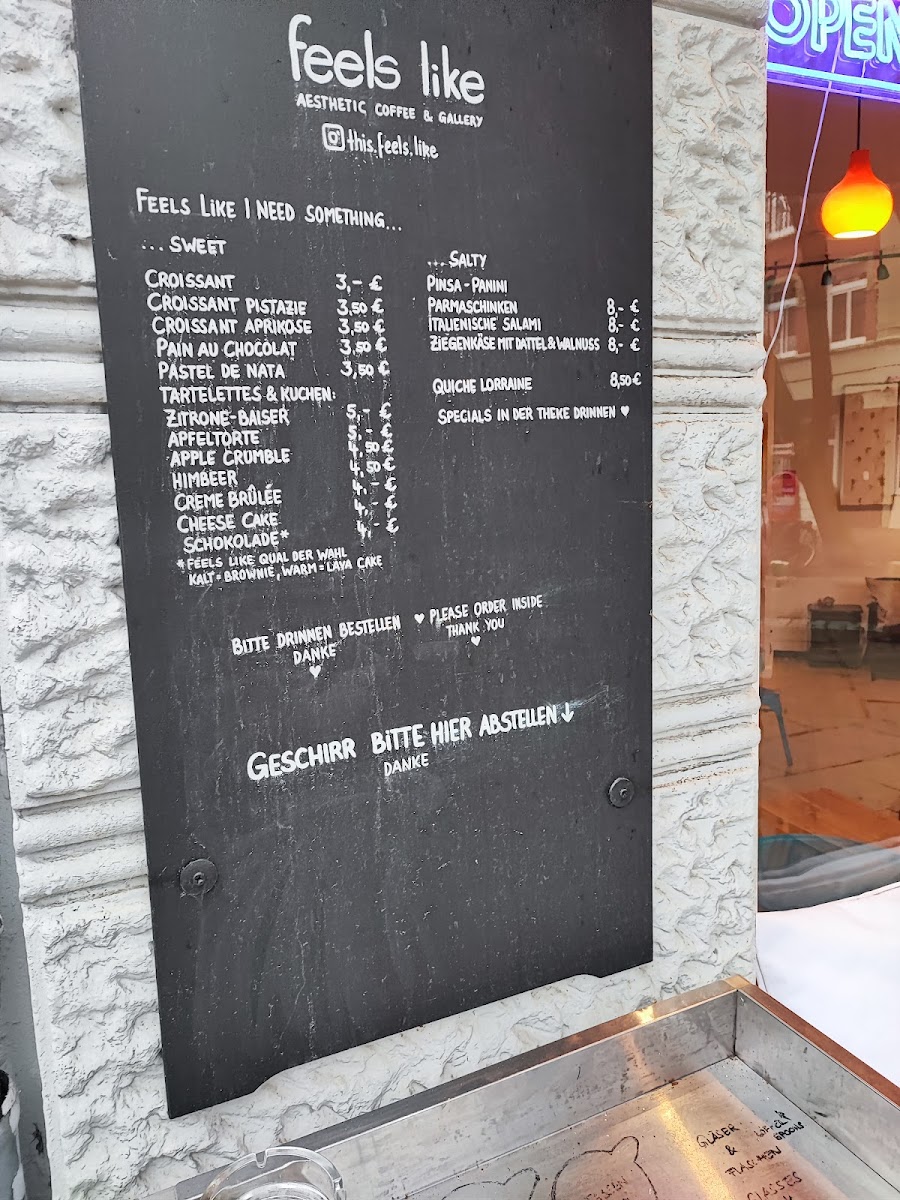 feels like
AESTHETIC COFFEE & GALLERY
this.feels.like
OPEN
FEELS LIKE I NEED SOMETHING...
... SWEET
CROISSANT 3,- €
CROISSANT PISTAZIE 3,50 €
CROISSANT APRIKOSE 3,50 €
PAIN AU CHOCOLAT 3,50 €
PASTEL DE NATA 3,50 €
TARTELETTES & KUCHEN:
ZITRONE-BAISER 5,- €
APFELTORTE 5,- €
APPLE CRUMBLE 4,50 €
HIMBEER 4,50 €
CREME BRÛLÉE 4,- €
CHEESE CAKE 4,- €
SCHOKOLADE* 4,- €
*FEELS LIKE QUAL DER WAHL
KALT = BROWNIE, WARM = LAVA CAKE
... SALTY
PINSA - PANINI
PARMASCHINKEN 8,- €
ITALIENISCHE SALAMI 8,- €
ZIEGENKÄSE MIT DATTEL & WALNUSS 8,- €
QUICHE LORRAINE 8,50 €
SPECIALS IN DER THEKE DRINNEN ♥
BITTE DRINNEN BESTELLEN
DANKE
♥
♥ PLEASE ORDER INSIDE
THANK YOU
♥
GESCHIRR BITTE HIER ABSTELLEN ↓
DANKE
GLÄSER
&
FLASCHEN
GLASSES
LÖFFEL
SPOONS